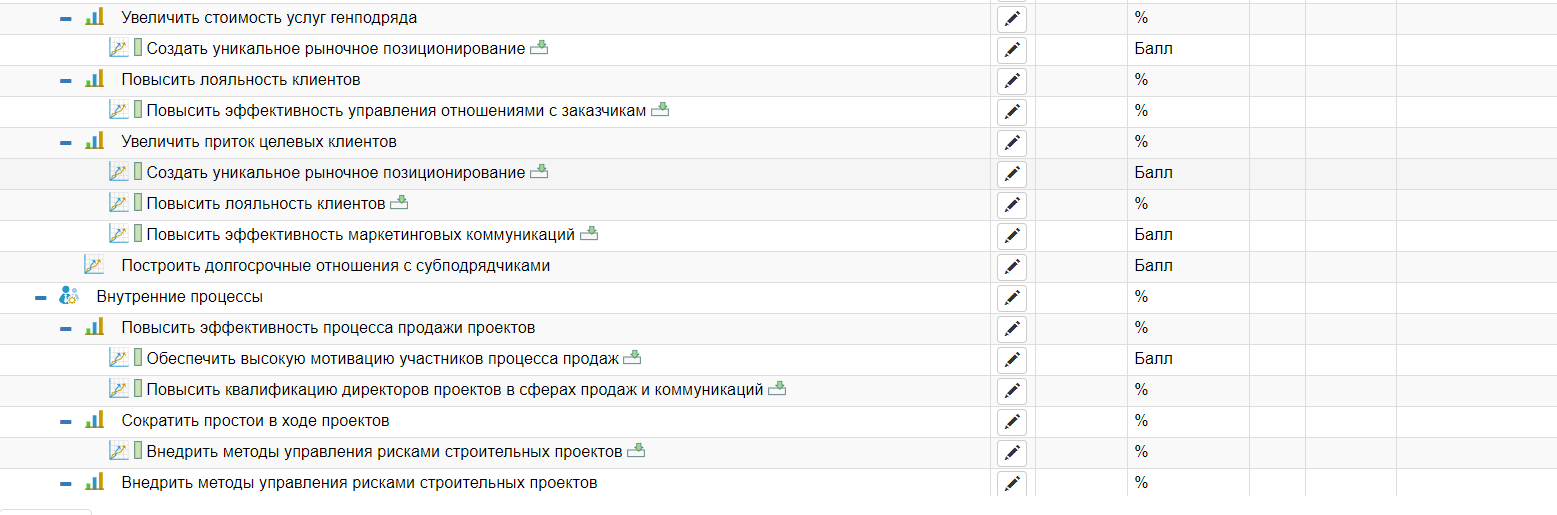 Увеличить стоимость услуг генподряда %
Создать уникальное рыночное позиционирование Балл
Повысить лояльность клиентов %
Повысить эффективность управления отношениями с заказчикам %
Увеличить приток целевых клиентов %
Создать уникальное рыночное позиционирование Балл
Повысить лояльность клиентов %
Повысить эффективность маркетинговых коммуникаций Балл
Построить долгосрочные отношения с субподрядчиками Балл
Внутренние процессы %
Повысить эффективность процесса продажи проектов %
Обеспечить высокую мотивацию участников процесса продаж Балл
Повысить квалификацию директоров проектов в сферах продаж и коммуникаций %
Сократить простои в ходе проектов %
Внедрить методы управления рисками строительных проектов %
Внедрить методы управления рисками строительных проектов %